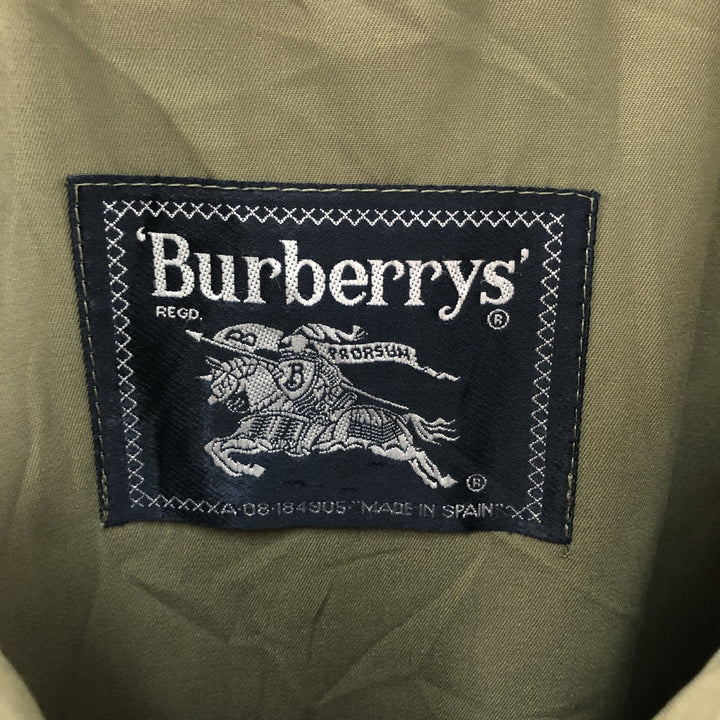 'Burberrys'
REGD.
®
B
PRORSUM
B
®
A-08-184905-"MADE IN SPAIN"